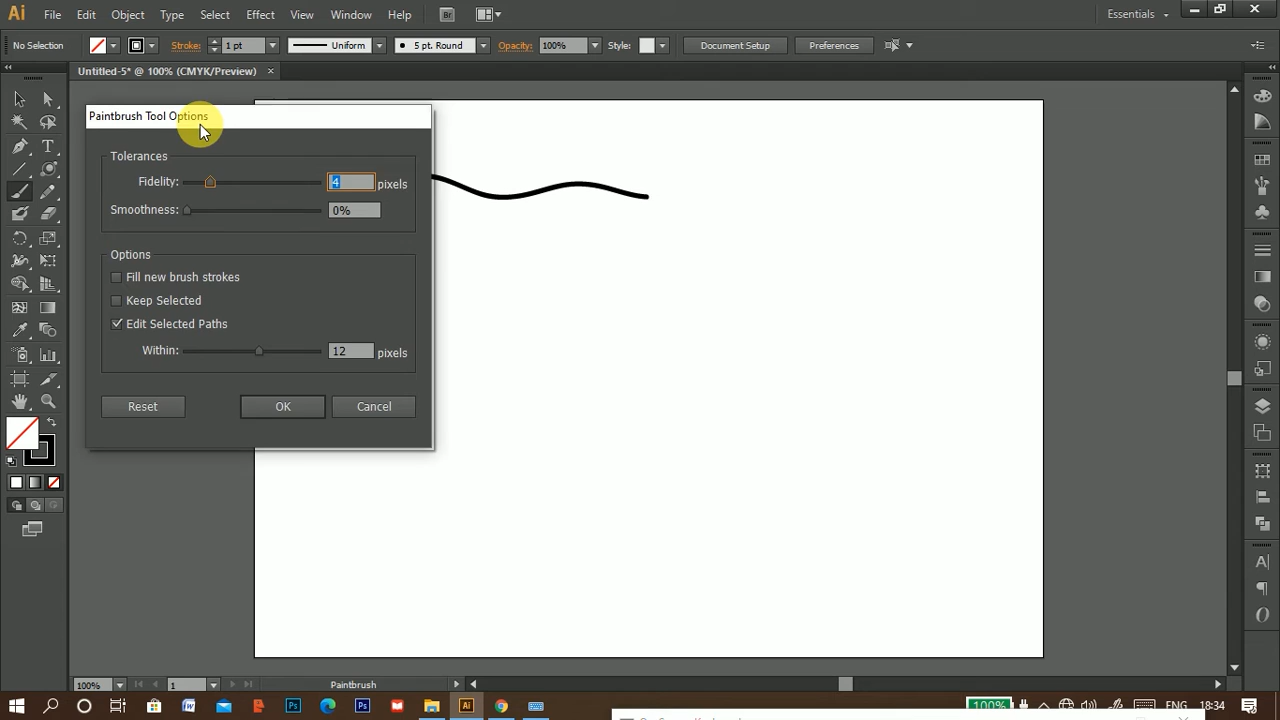 Ai File Edit Object Type Select Effect View Window Help Br Essentials
No Selection Stroke: 1 pt Uniform 5 pt. Round Opacity: 100% Style: Document Setup Preferences
Untitled-5* @ 100% (CMYK/Preview) ×
Paintbrush Tool Options
Tolerances
Fidelity: 4 pixels
Smoothness: 0%
Options
Fill new brush strokes
Keep Selected
Edit Selected Paths
Within: 12 pixels
Reset OK Cancel
100% 1 Paintbrush
100% ENG 18:34